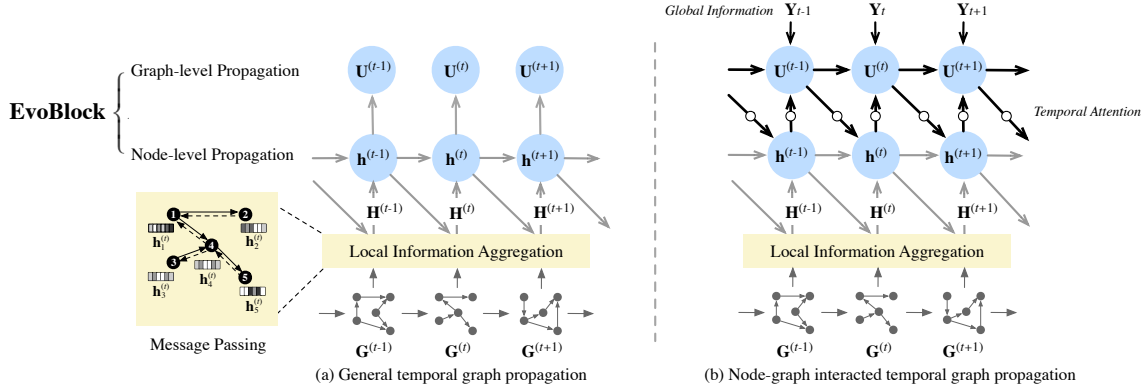 EvoBlock
Graph-level Propagation
Node-level Propagation
U(t-1) U(t) U(t+1)
h(t-1) h(t) h(t+1)
H(t-1) H(t) H(t+1)
Local Information Aggregation
G(t-1) G(t) G(t+1)
1 2
h1(t) h2(t)
4
3
h3(t) h4(t)
5
h5(t)
Message Passing
(a) General temporal graph propagation
Global Information Yt-1 Yt Yt+1
U(t-1) U(t) U(t+1)
Temporal Attention
h(t-1) h(t) h(t+1)
H(t-1) H(t) H(t+1)
Local Information Aggregation
G(t-1) G(t) G(t+1)
(b) Node-graph interacted temporal graph propagation